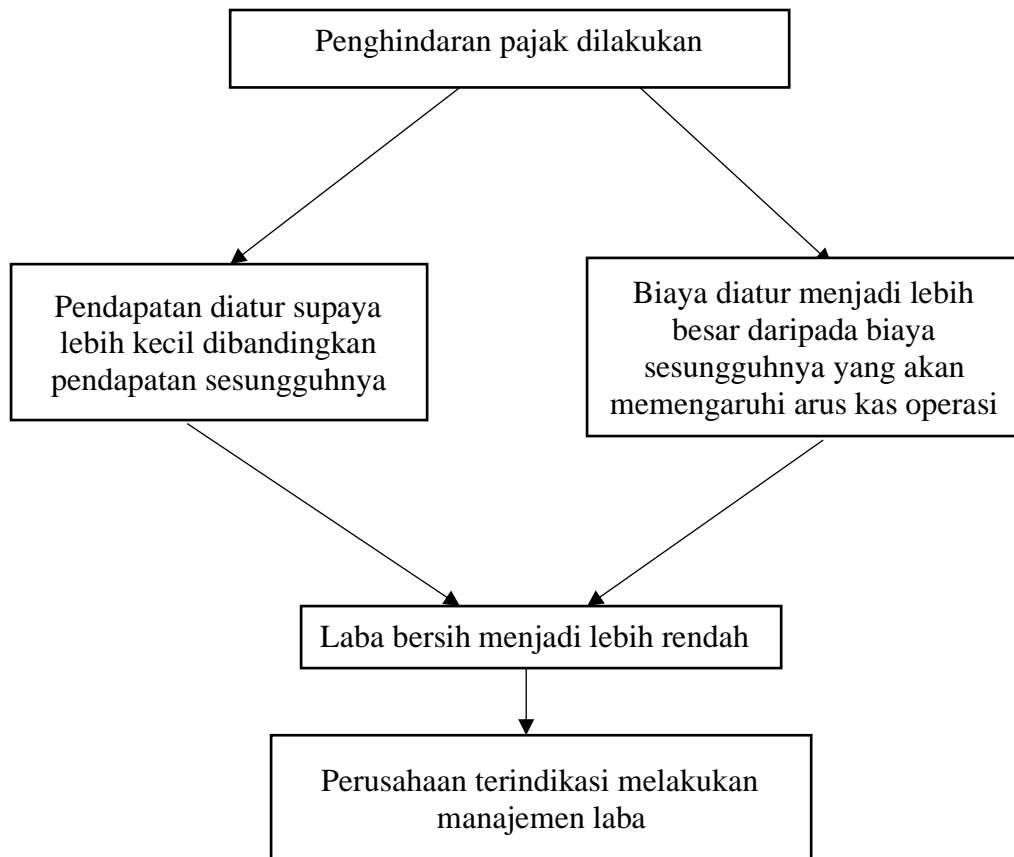 Penghindaran pajak dilakukan
Pendapatan diatur supaya
lebih kecil dibandingkan
pendapatan sesungguhnya
Biaya diatur menjadi lebih
besar daripada biaya
sesungguhnya yang akan
memengaruhi arus kas operasi
Laba bersih menjadi lebih rendah
Perusahaan terindikasi melakukan
manajemen laba